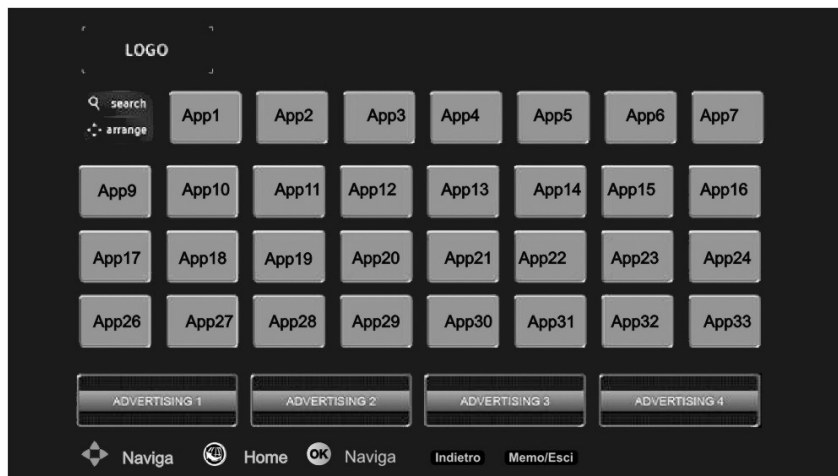 LOGO
search
arrange
App1 App2 App3 App4 App5 App6 App7
App9 App10 App11 App12 App13 App14 App15 App16
App17 App18 App19 App20 App21 App22 App23 App24
App26 App27 App28 App29 App30 App31 App32 App33
ADVERTISING 1 ADVERTISING 2 ADVERTISING 3 ADVERTISING 4
Naviga Home OK Naviga Indietro Memo/Esci